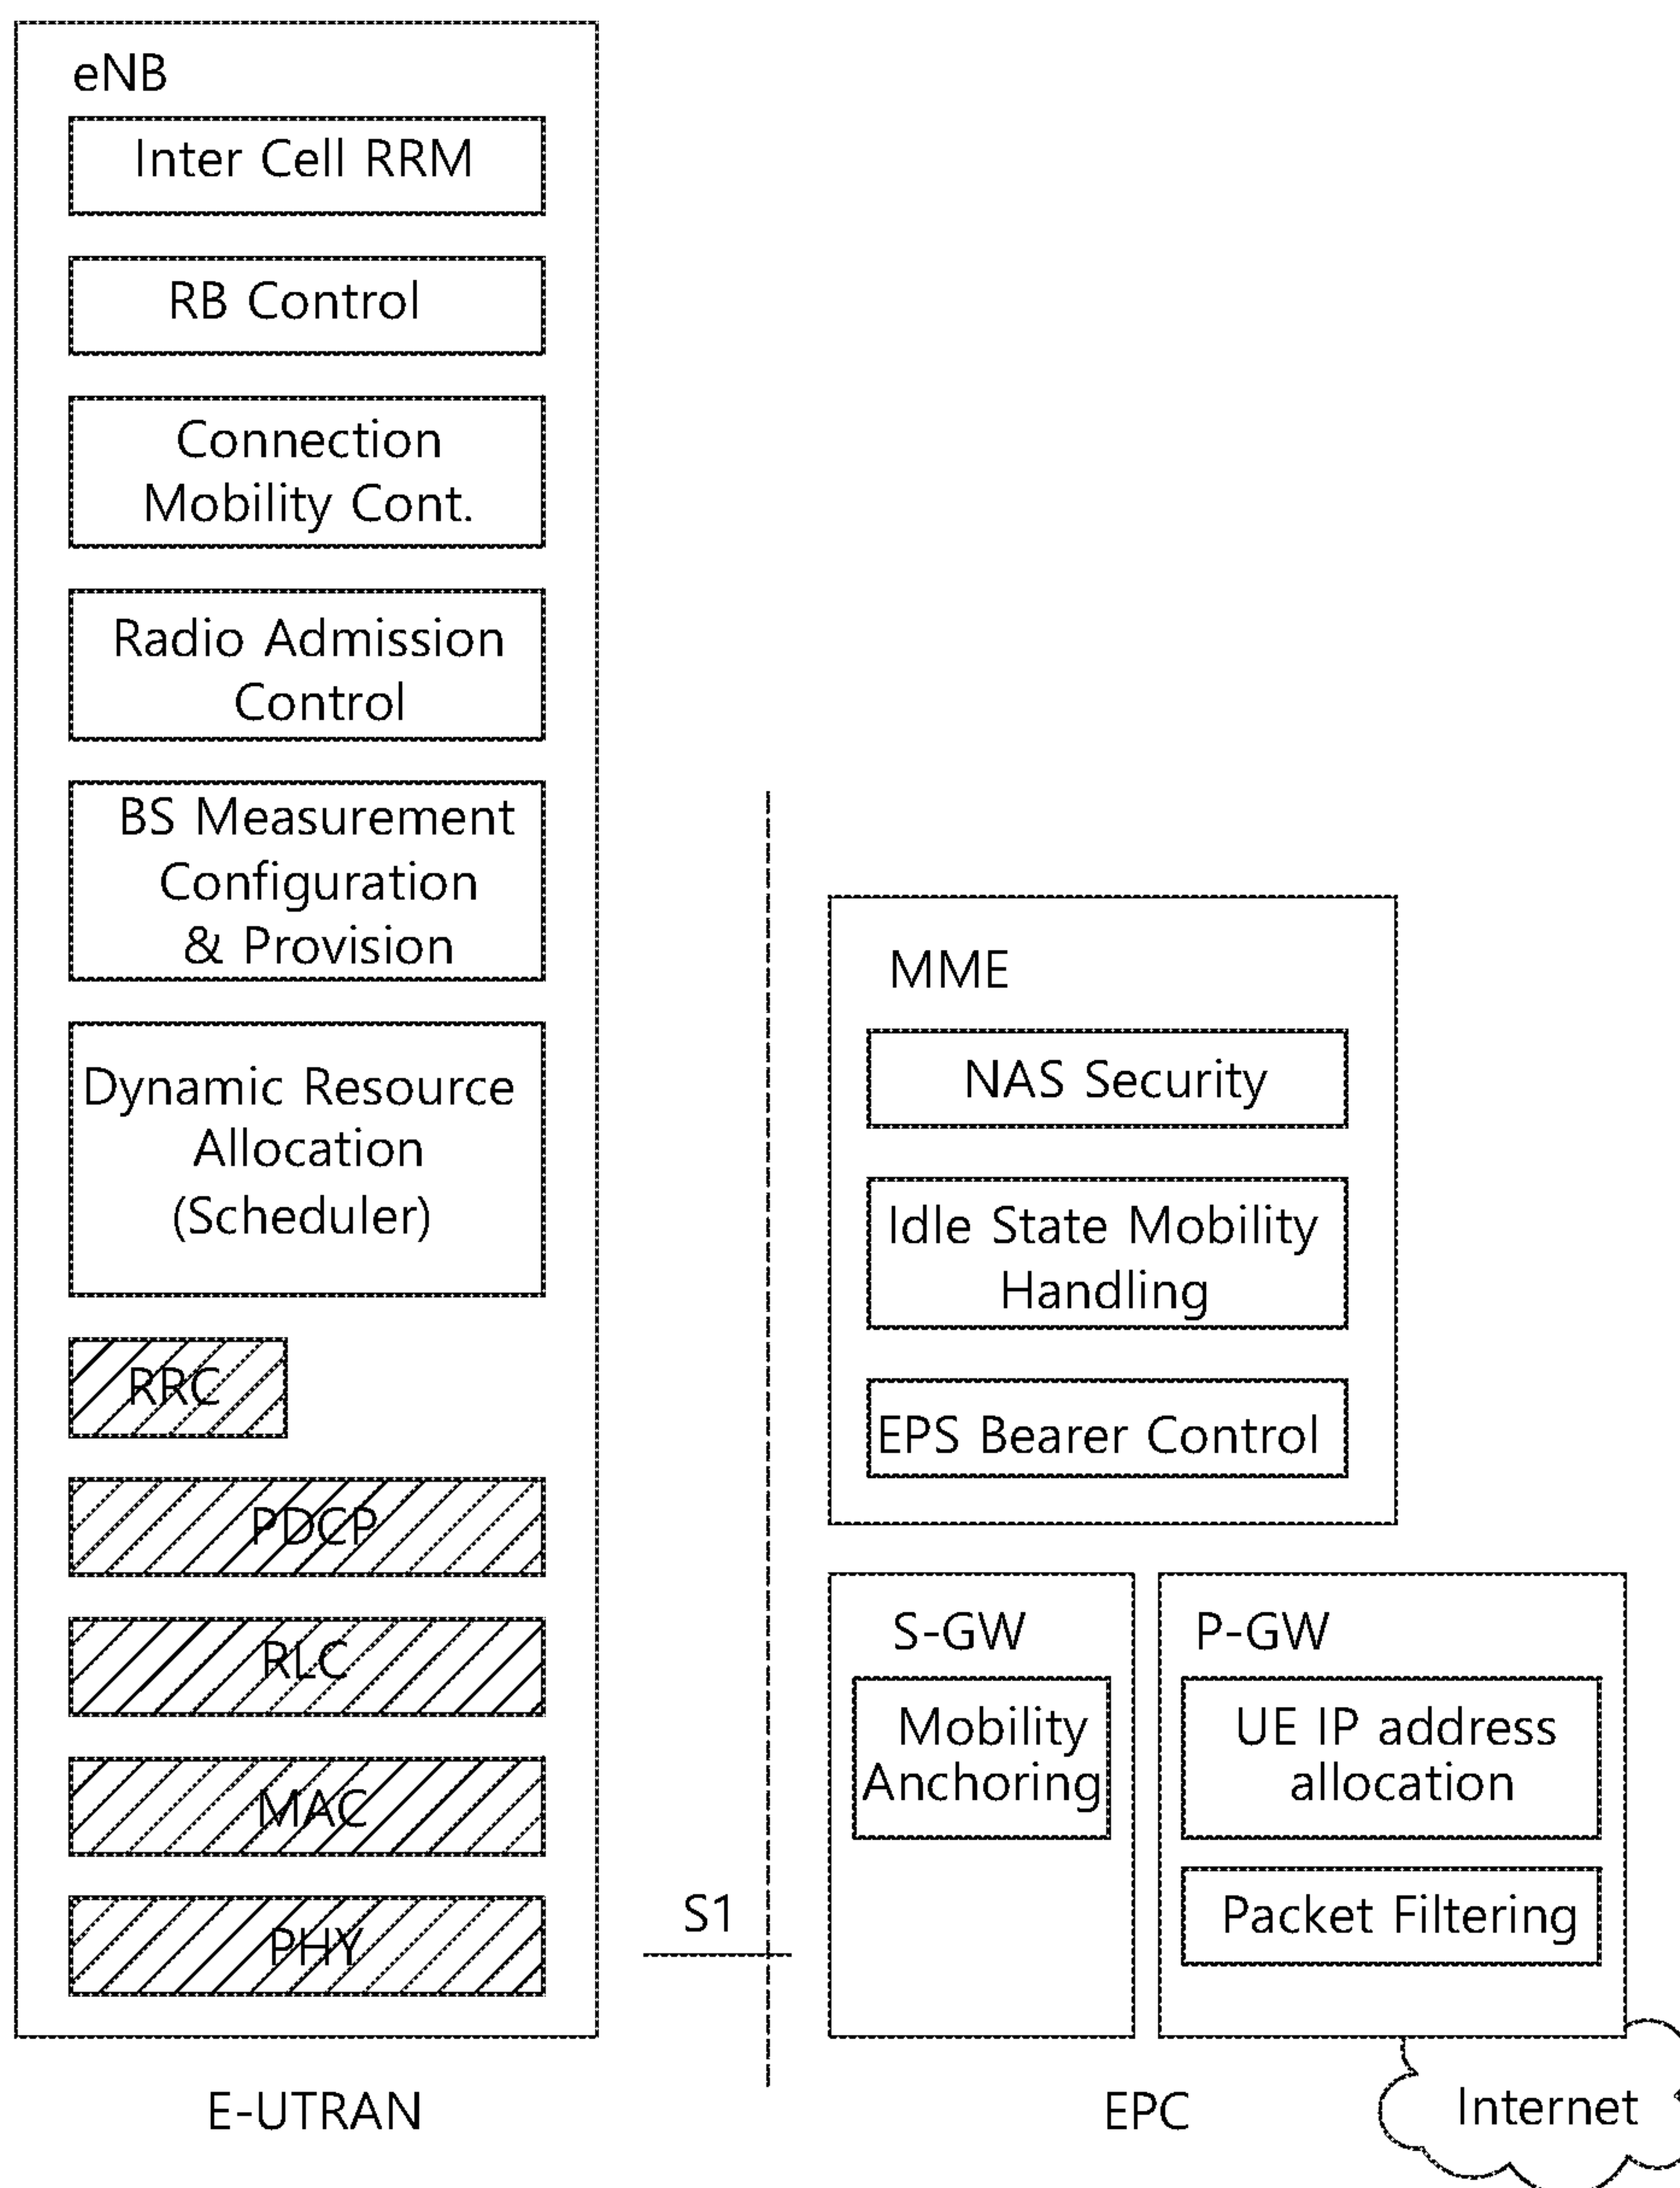 eNB
Inter Cell RRM
RB Control
Connection
Mobility Cont.
Radio Admission
Control
BS Measurement
Configuration
& Provision
Dynamic Resource
Allocation
(Scheduler)
RRC
PDCP
RLC
MAC
PHY
E-UTRAN
S1
MME
NAS Security
Idle State Mobility
Handling
EPS Bearer Control
S-GW
Mobility
Anchoring
P-GW
UE IP address
allocation
Packet Filtering
EPC
Internet